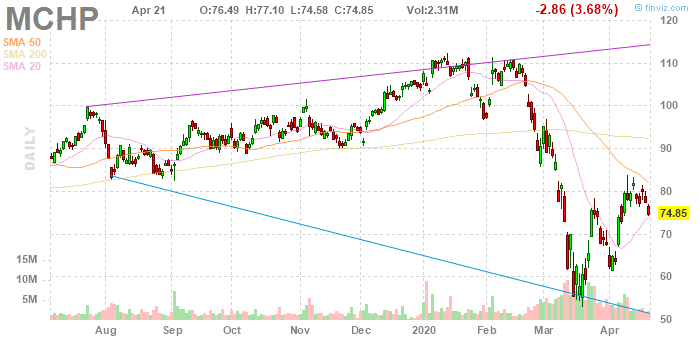 MCHP
Apr 21 O:76.49 H:77.10 L:74.58 C:74.85 Vol:2.31M -2.86 (3.68%)
© finviz.com
SMA 50
SMA 200
SMA 20
DAILY
120
110
100
90
80
74.85
70
60
50
15M
10M
5M
Aug Sep Oct Nov Dec 2020 Feb Mar Apr